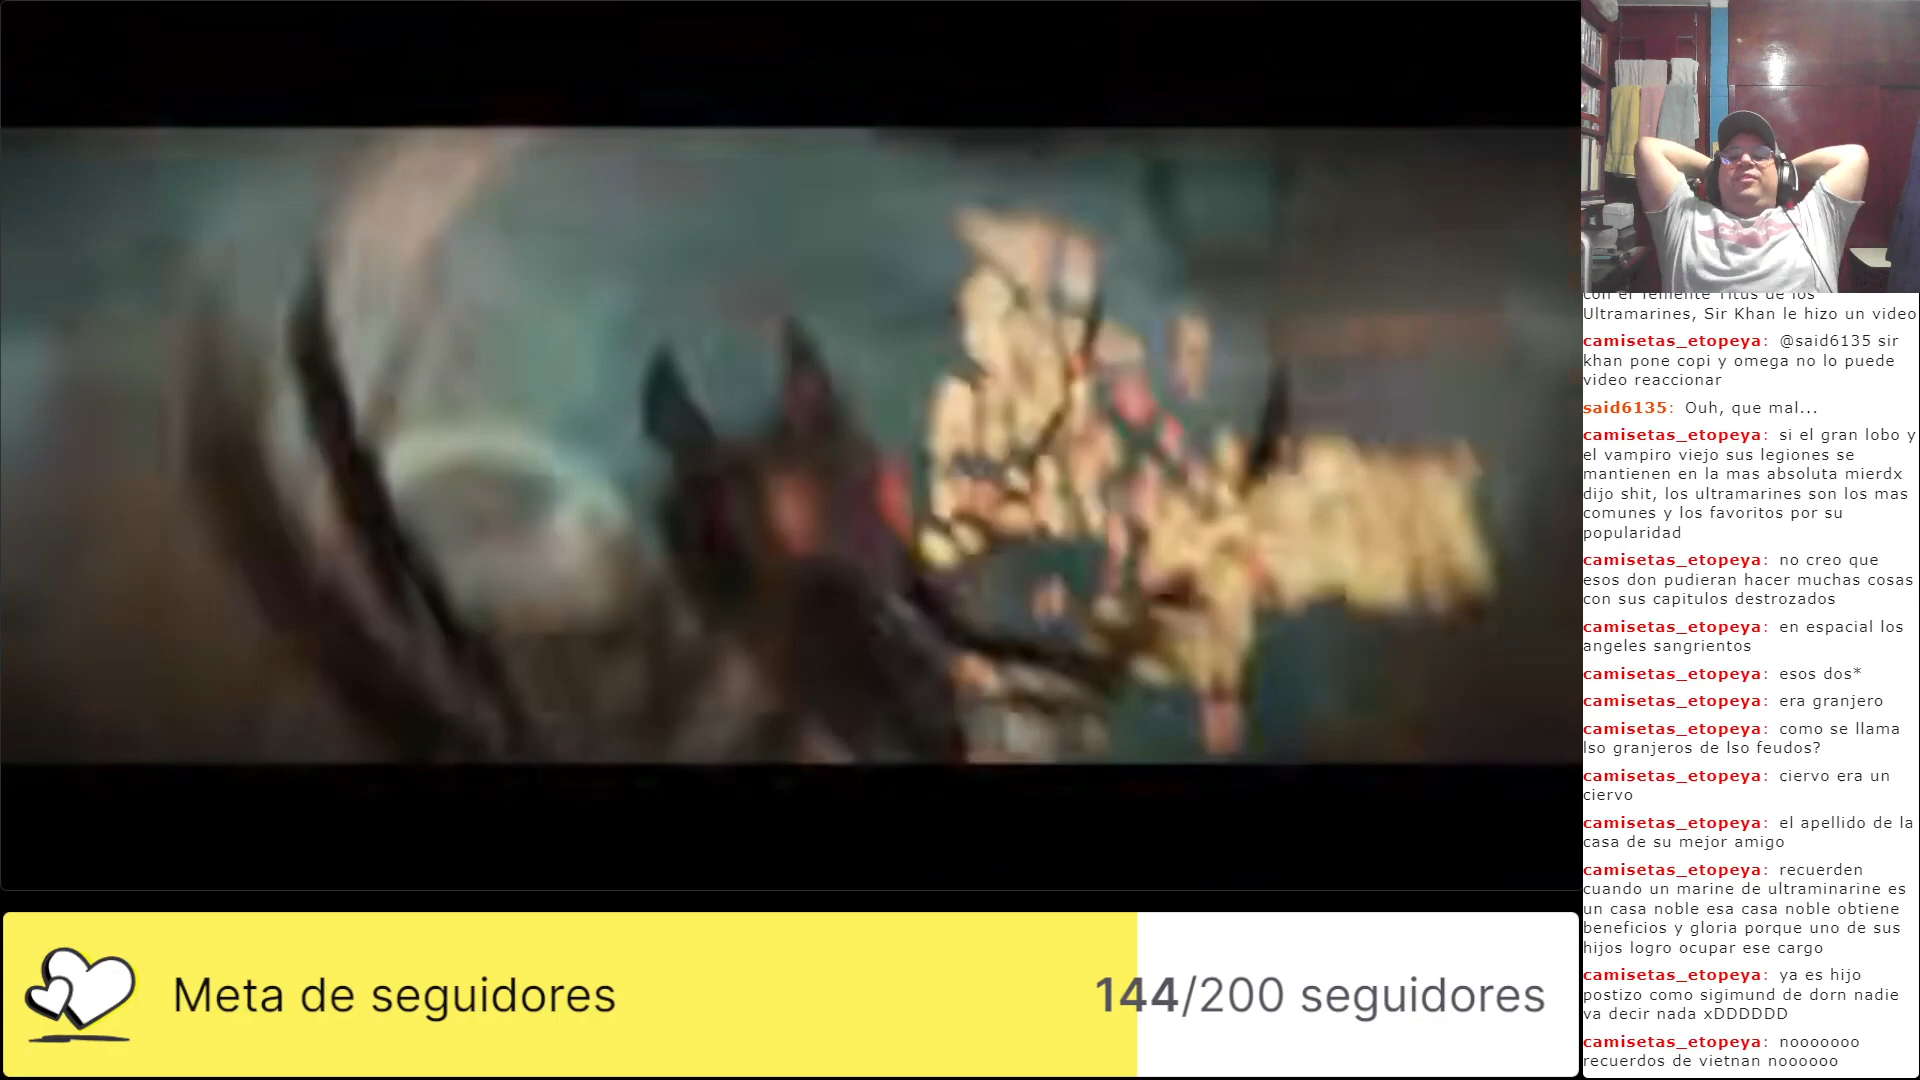 Ultramarines, Sir Khan le hizo un video
camisetas_etopeya: @said6135 sir
khan pone copi y omega no lo puede
video reaccionar
said6135: Ouh, que mal...
camisetas_etopeya: si el gran lobo y
el vampiro viejo sus legiones se
mantienen en la mas absoluta mierdx
dijo shit, los ultramarines son los mas
comunes y los favoritos por su
popularidad
camisetas_etopeya: no creo que
esos don pudieran hacer muchas cosas
con sus capitulos destrozados
camisetas_etopeya: en espacial los
angeles sangrientos
camisetas_etopeya: esos dos*
camisetas_etopeya: era granjero
camisetas_etopeya: como se llama
lso granjeros de lso feudos?
camisetas_etopeya: ciervo era un
ciervo
camisetas_etopeya: el apellido de la
casa de su mejor amigo
camisetas_etopeya: recuerden
cuando un marine de ultraminarine es
un casa noble esa casa noble obtiene
beneficios y gloria porque uno de sus
hijos logro ocupar ese cargo
camisetas_etopeya: ya es hijo
postizo como sigimund de dorn nadie
va decir nada xDDDDDD
camisetas_etopeya: nooooooo
recuerdos de vietnan noooooo
Meta de seguidores
144/200 seguidores